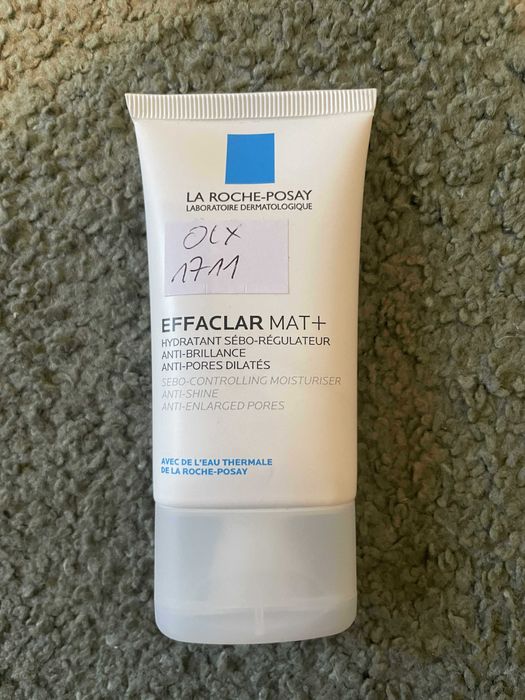 LA ROCHE-POSAY
LABORATOIRE DERMATOLOGIQUE
OLX
1711
EFFACLAR MAT+
HYDRATANT SÉBO-RÉGULATEUR
ANTI-BRILLANCE
ANTI-PORES DILATÉS
SEBO-CONTROLLING MOISTURISER
ANTI-SHINE
ANTI-ENLARGED PORES
AVEC DE L'EAU THERMALE
DE LA ROCHE-POSAY